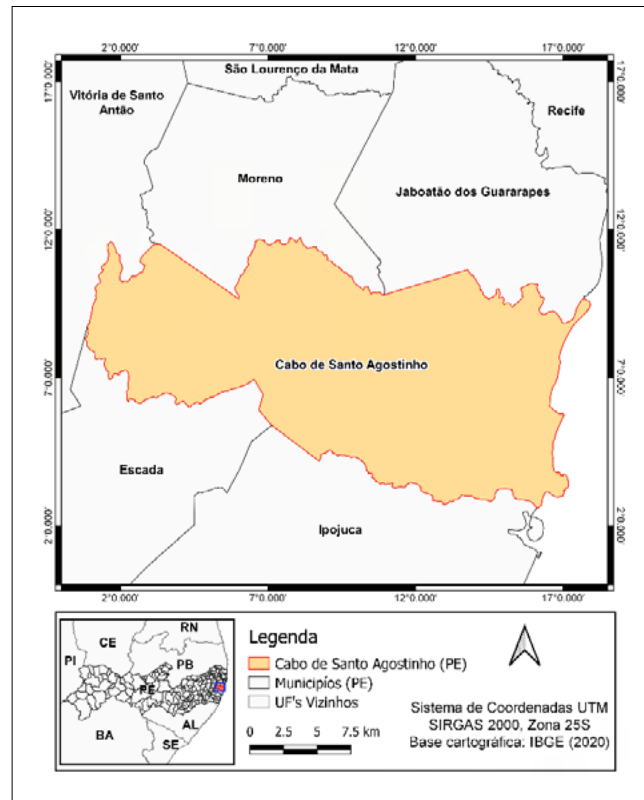 2°0.000' 7°0.000' 12°0.000' 17°0.000'
17°0.000' 17°0.000'
São Lourenço da Mata
Vitória de Santo
Antão
Recife
Moreno
Jaboatão dos Guararapes
12°0.000' 12°0.000'
Cabo de Santo Agostinho
7°0.000' 7°0.000'
Escada
Ipojuca
2°0.000' 2°0.000'
2°0.000' 7°0.000' 12°0.000' 17°0.000'
RN
CE
PI
PB
PE
AL
BA
SE
Legenda
Cabo de Santo Agostinho (PE)
Municipíos (PE)
UF's Vizinhos
0 2.5 5 7.5 km
Sistema de Coordenadas UTM
SIRGAS 2000, Zona 25S
Base cartográfica: IBGE (2020)